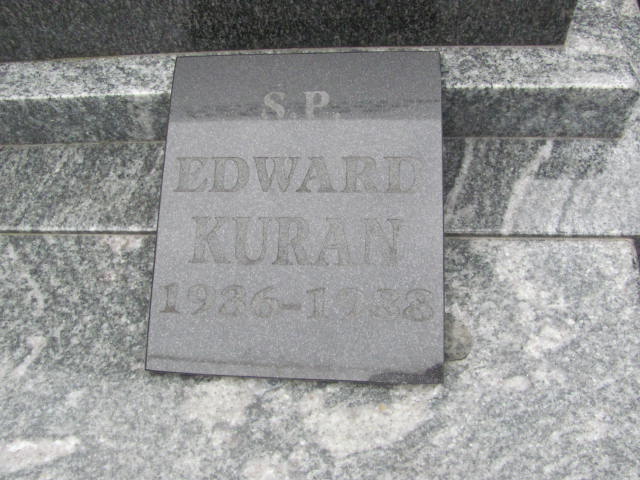 S.P.
EDWARD
KURAN
1926-1938